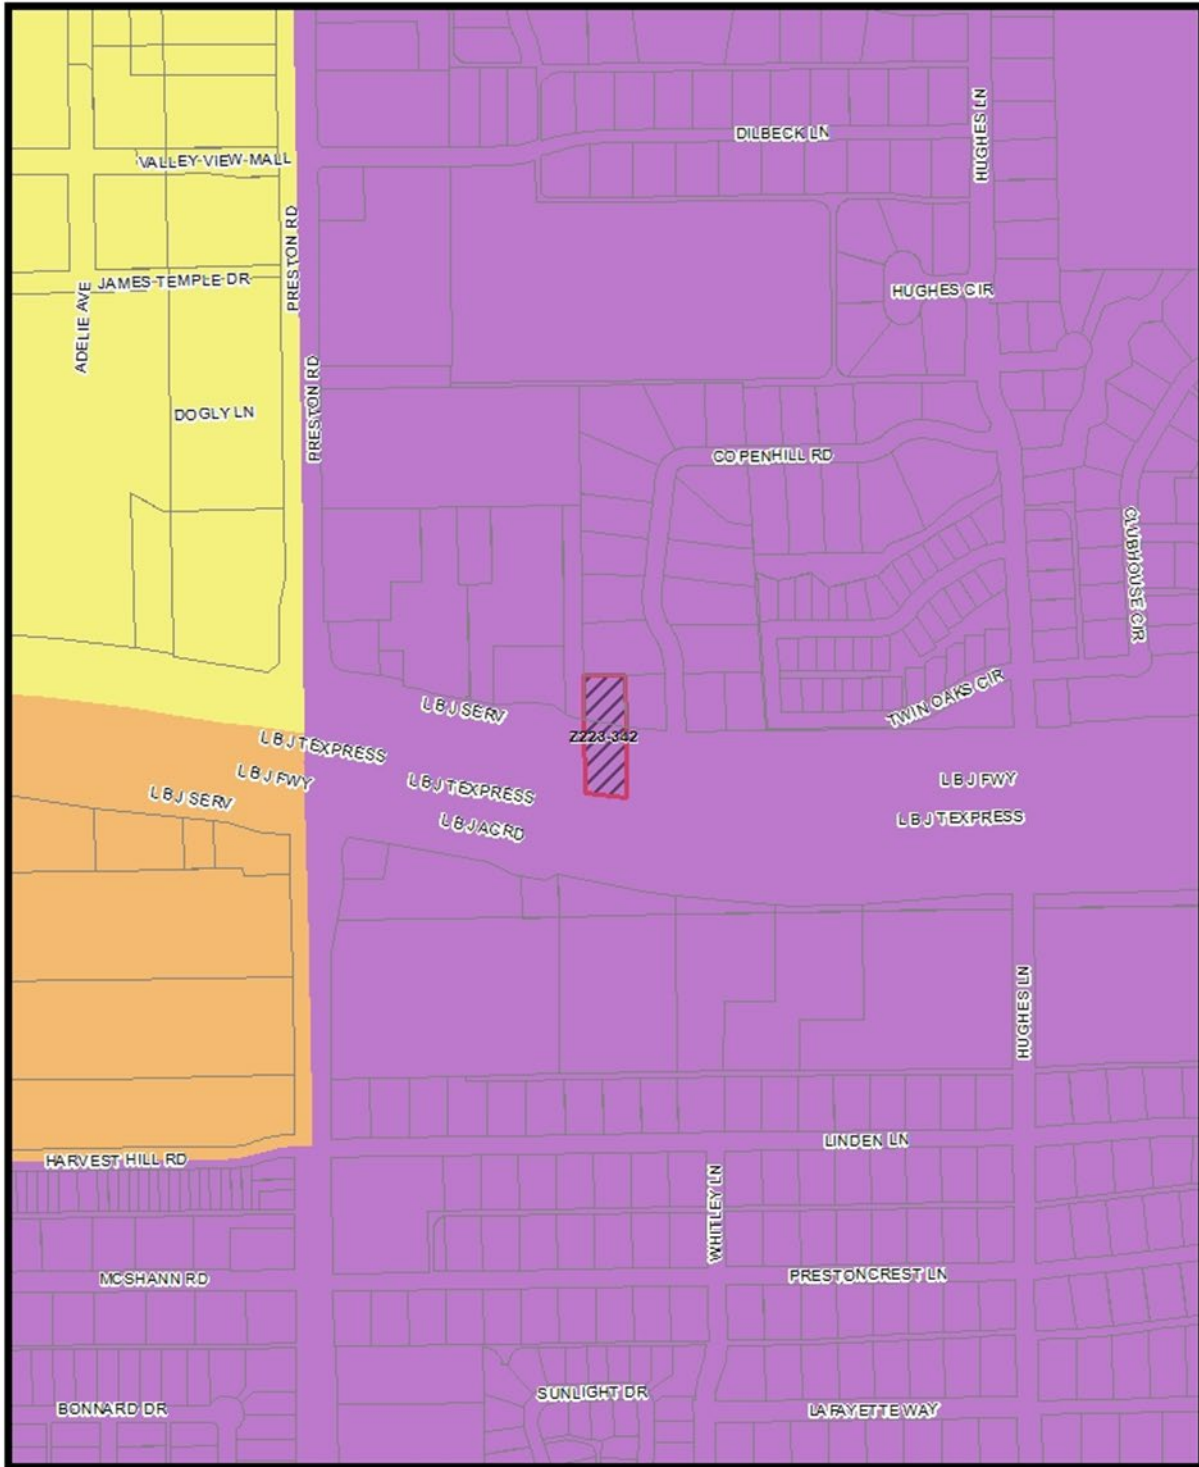 DILBECK LN
HUGHES LN
VALLEY VIEW MALL
PRESTON RD
JAMES TEMPLE DR
ADELIE AVE
HUGHES CIR
PRESTON RD
DOGLY LN
COPENHILL RD
CLUBHOUSE CIR
TWIN OAKS CIR
L B J SERV
Z223-342
L B J TEXPRESS
L B J FWY
L B J SERV
L B J TEXPRESS
L B J FWY
L B J TEXPRESS
L B J AC RD
HUGHES LN
LINDEN LN
HARVEST HILL RD
WHITLEY LN
MCSHANN RD
PRESTONCREST LN
SUNLIGHT DR
BONNARD DR
LAFAYETTE WAY